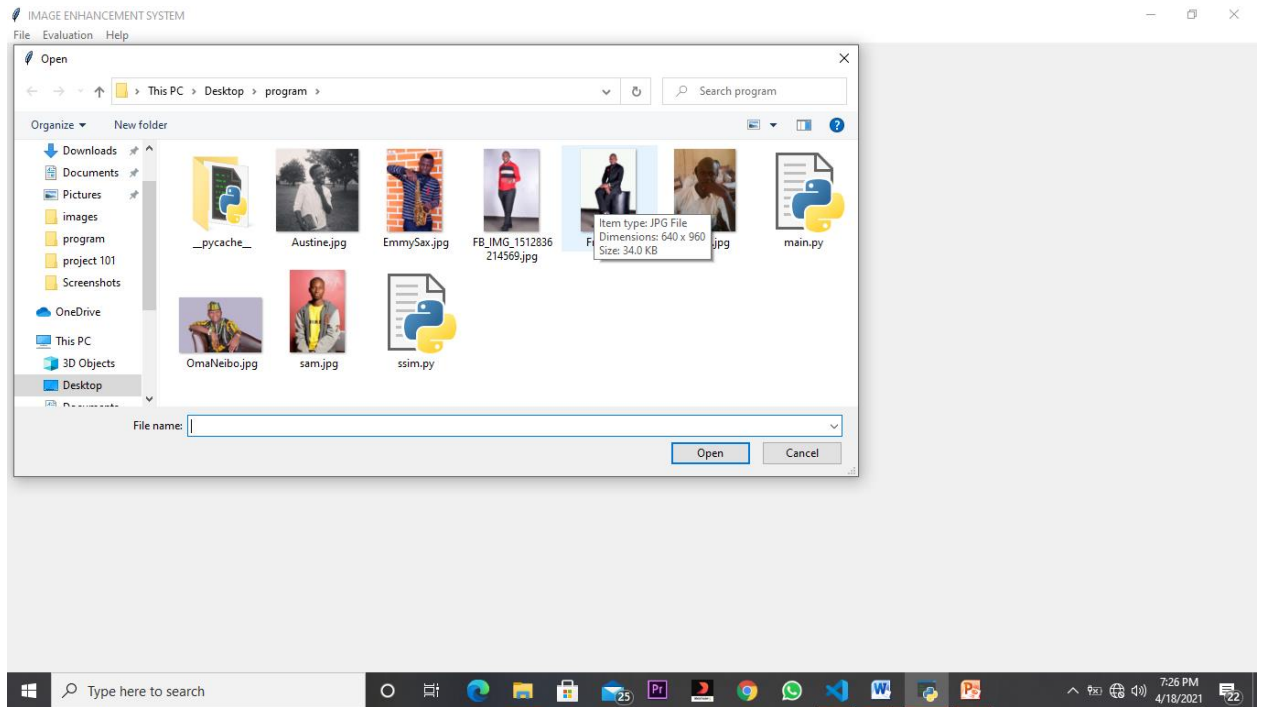 IMAGE ENHANCEMENT SYSTEM
File Evaluation Help
Open
This PC > Desktop > program >
Search program
Organize New folder
Downloads
Documents
Pictures
images
program
project 101
Screenshots
OneDrive
This PC
3D Objects
Desktop
__pycache__
Austine.jpg
EmmySax.jpg
FB_IMG_1512836
214569.jpg
.jpg
main.py
Item type: JPG File
Dimensions: 640 x 960
Size: 34.0 KB
OmaNeibo.jpg
sam.jpg
ssim.py
File name:
Open Cancel
Type here to search
25
Pr
7:26 PM
4/18/2021
22